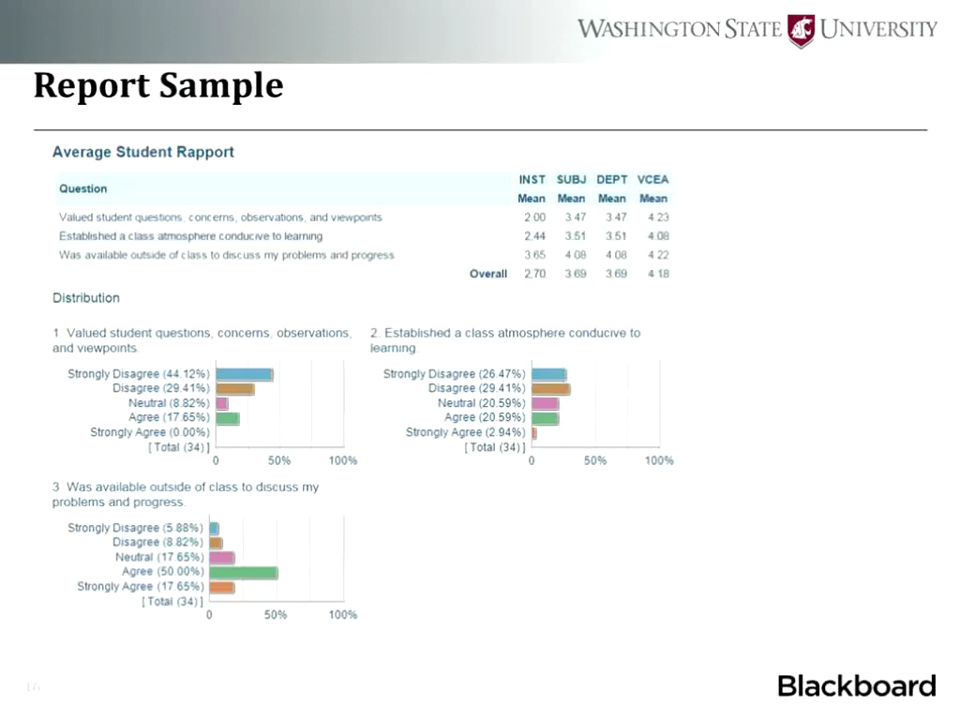 WASHINGTON STATE UNIVERSITY
Report Sample
Average Student Rapport
INST SUBJ DEPT VCEA
Question
Mean Mean Mean Mean
Valued student questions, concerns, observations, and viewpoints 2.00 3.47 3.47 4.23
Established a class atmosphere conducive to learning 2.44 3.51 3.51 4.08
Was available outside of class to discuss my problems and progress 3.65 4.08 4.08 4.22
Overall 2.70 3.69 3.69 4.18
Distribution
1. Valued student questions, concerns, observations,
and viewpoints.
Strongly Disagree (44.12%)
Disagree (29.41%)
Neutral (8.82%)
Agree (17.65%)
Strongly Agree (0.00%)
[ Total (34)]
0 50% 100%
2. Established a class atmosphere conducive to
learning.
Strongly Disagree (26.47%)
Disagree (29.41%)
Neutral (20.59%)
Agree (20.59%)
Strongly Agree (2.94%)
[ Total (34)]
0 50% 100%
3. Was available outside of class to discuss my
problems and progress.
Strongly Disagree (5.88%)
Disagree (8.82%)
Neutral (17.65%)
Agree (50.00%)
Strongly Agree (17.65%)
[ Total (34)]
0 50% 100%
Blackboard